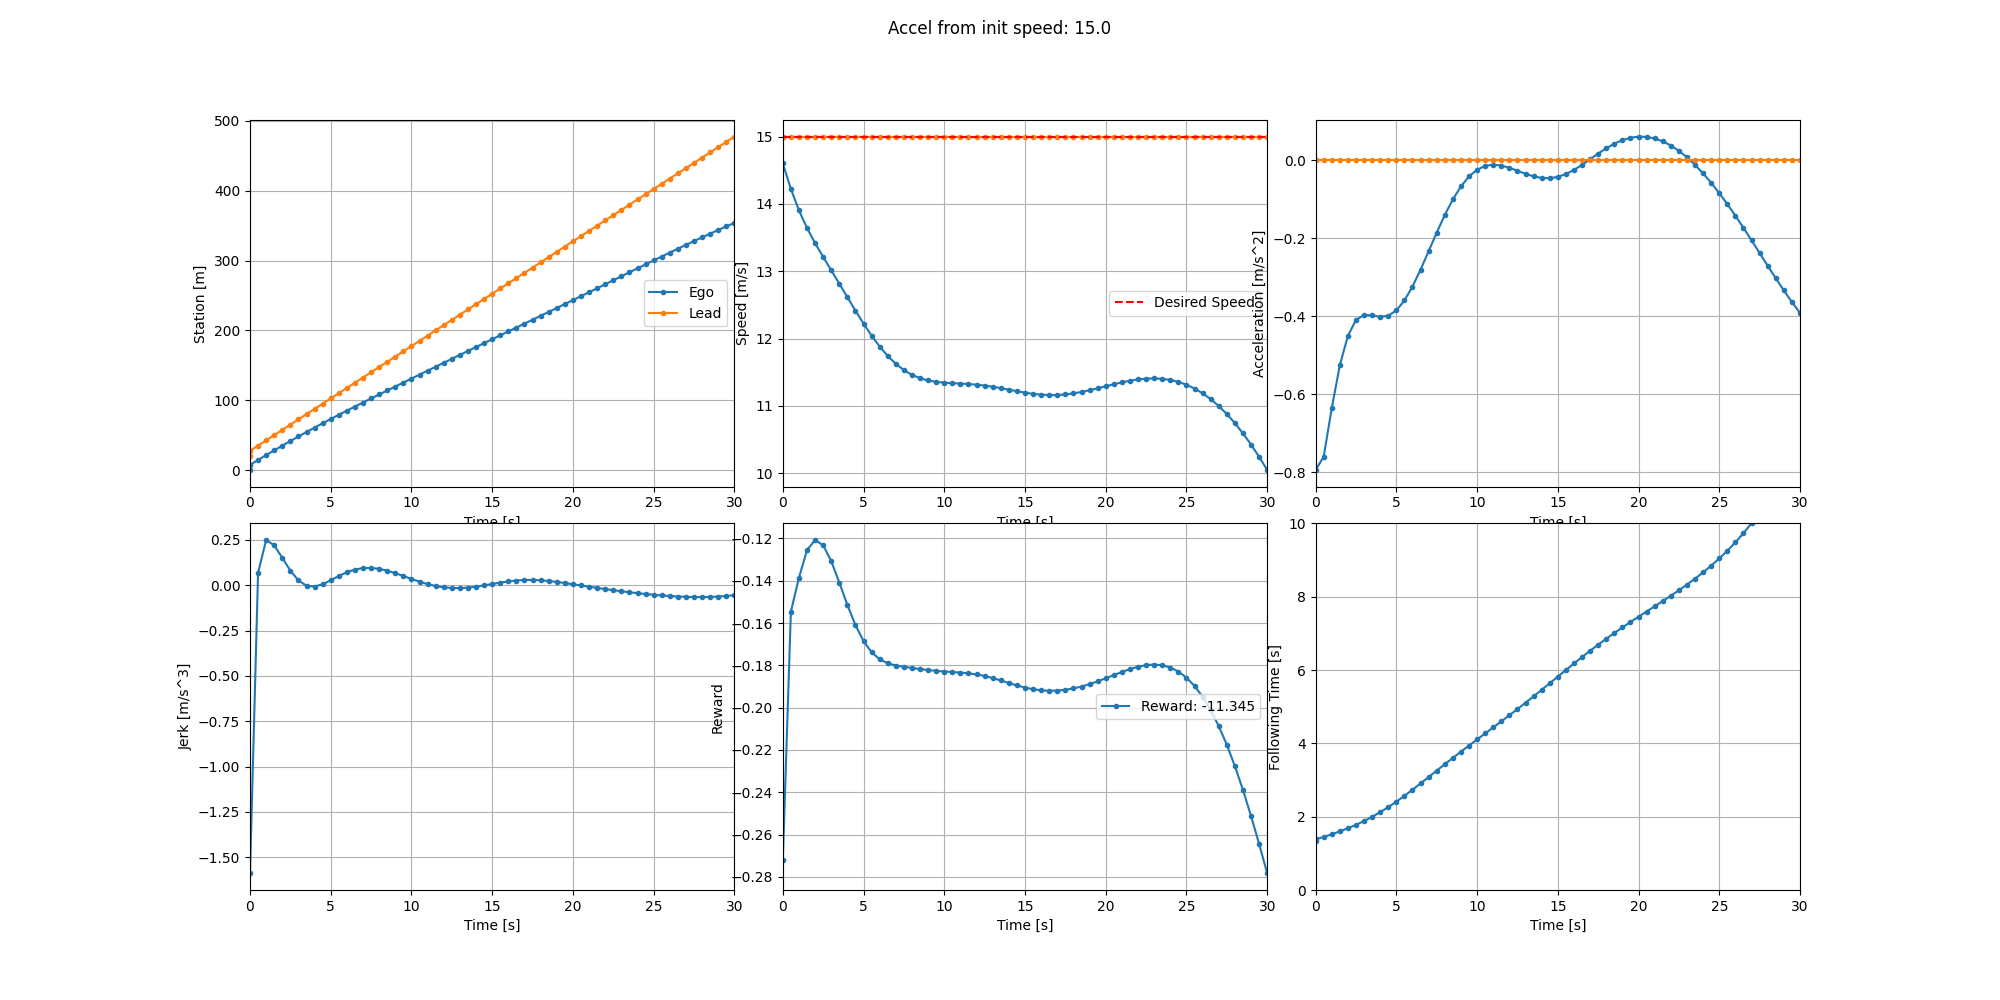 Accel from init speed: 15.0
500
400
300
200
100
0
Station [m]
Ego
Lead
0 5 10 15 20 25 30
Time [s]
15
14
13
12
11
10
Speed [m/s]
Desired Speed
0 5 10 15 20 25 30
Time [s]
0.0
−0.2
−0.4
−0.6
−0.8
Acceleration [m/s^2]
0 5 10 15 20 25 30
Time [s]
0.25
0.00
−0.25
−0.50
−0.75
−1.00
−1.25
−1.50
Jerk [m/s^3]
0 5 10 15 20 25 30
Time [s]
−0.12
−0.14
−0.16
−0.18
−0.20
−0.22
−0.24
−0.26
−0.28
Reward
Reward: -11.345
0 5 10 15 20 25 30
Time [s]
10
8
6
4
2
0
Following Time [s]
0 5 10 15 20 25 30
Time [s]